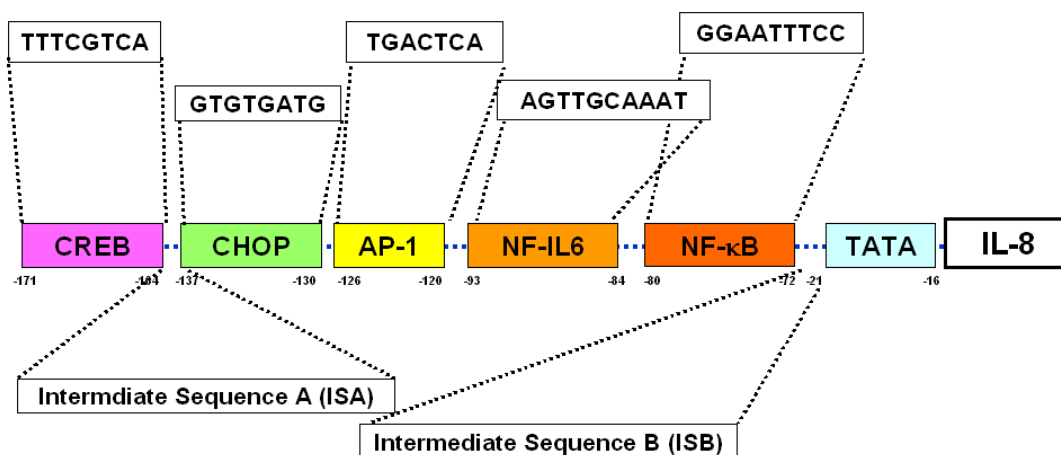 TTTCGTCA
TGACTCA
GGAATTTCC
GTGTGATG
AGTTGCAAAT
CREB
CHOP
AP-1
NF-IL6
NF-κB
TATA
IL-8
-171
-164
-137
-130
-126
-120
-93
-84
-80
-72
-21
-16
Intermdiate Sequence A (ISA)
Intermediate Sequence B (ISB)